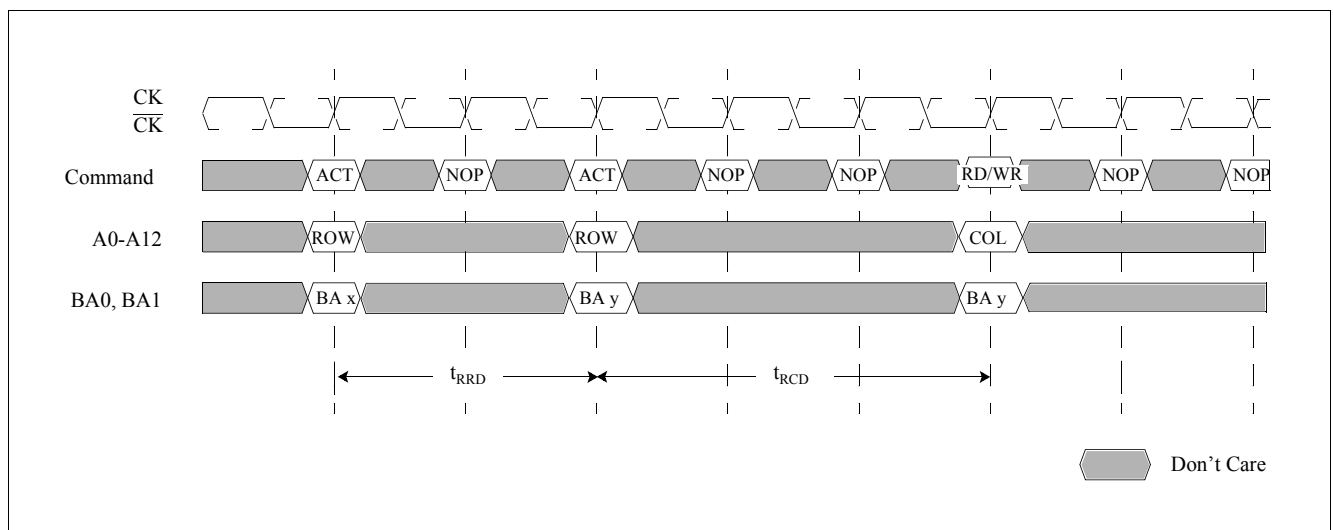 CK
CK
Command ACT NOP ACT NOP NOP RD/WR NOP NOP
A0-A12 ROW ROW COL
BA0, BA1 BA x BA y BA y
tRRD tRCD
Don't Care